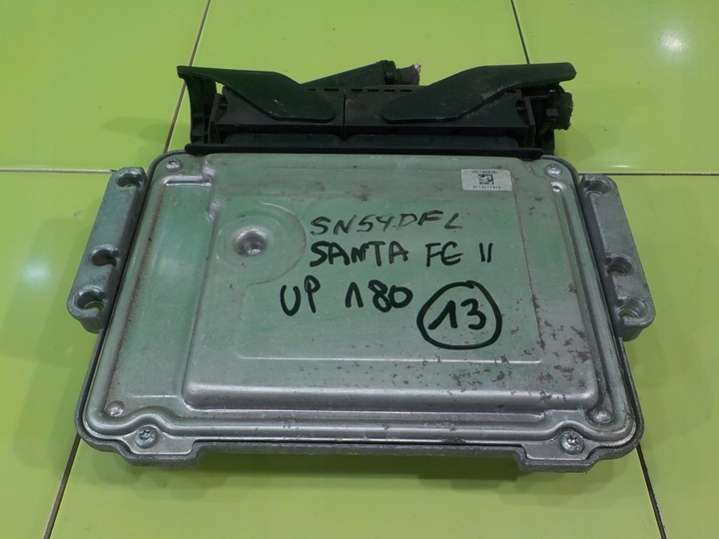 SN54DFL
SANTA FE II
UP 180
13